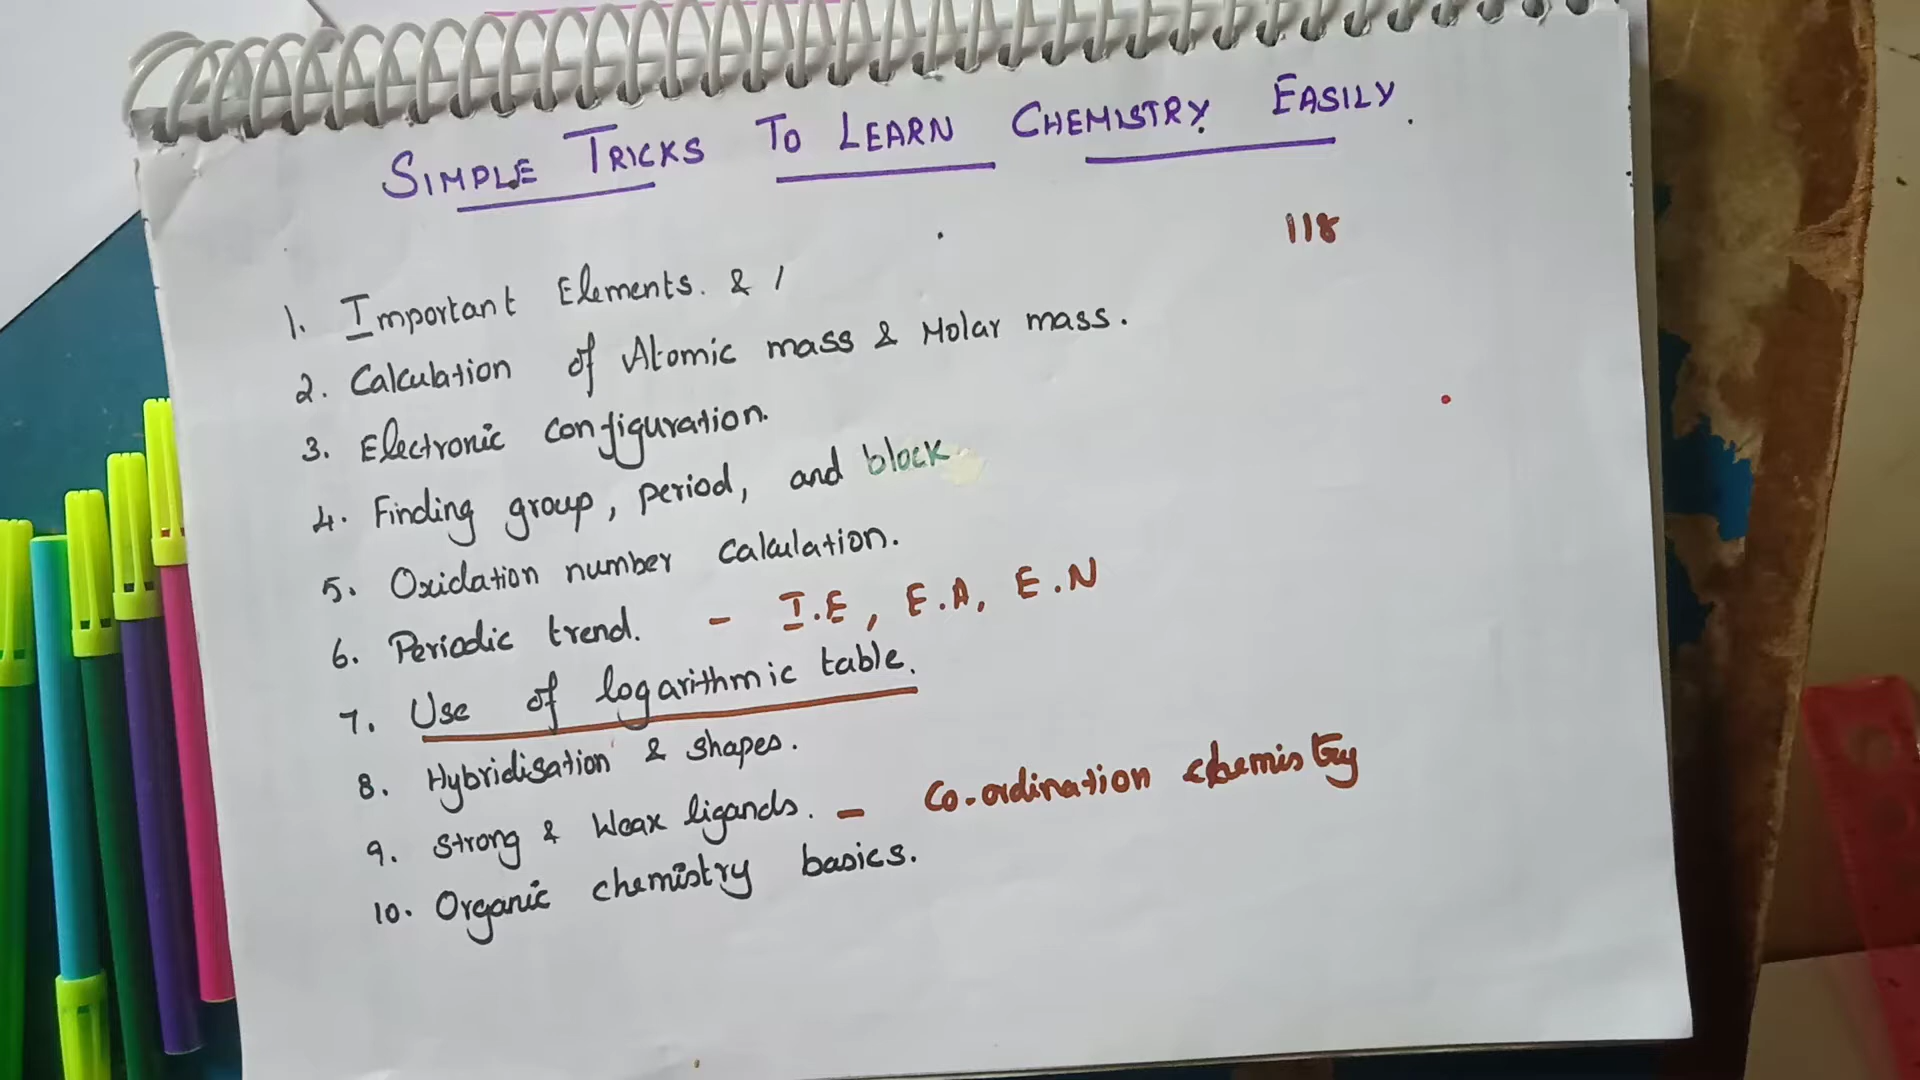 SIMPLE TRICKS TO LEARN CHEMISTRY EASILY.
118
1. Important Elements. & /
2. Calculation of Atomic mass & Molar mass.
3. Electronic configuration.
4. Finding group, period, and block
5. Oxidation number calculation.
6. Periodic trend. - I.E, E.A, E.N
7. Use of logarithmic table.
8. Hybridisation & shapes.
9. Strong & Weak ligands. - Co-ordination chemistry
10. Organic chemistry basics.